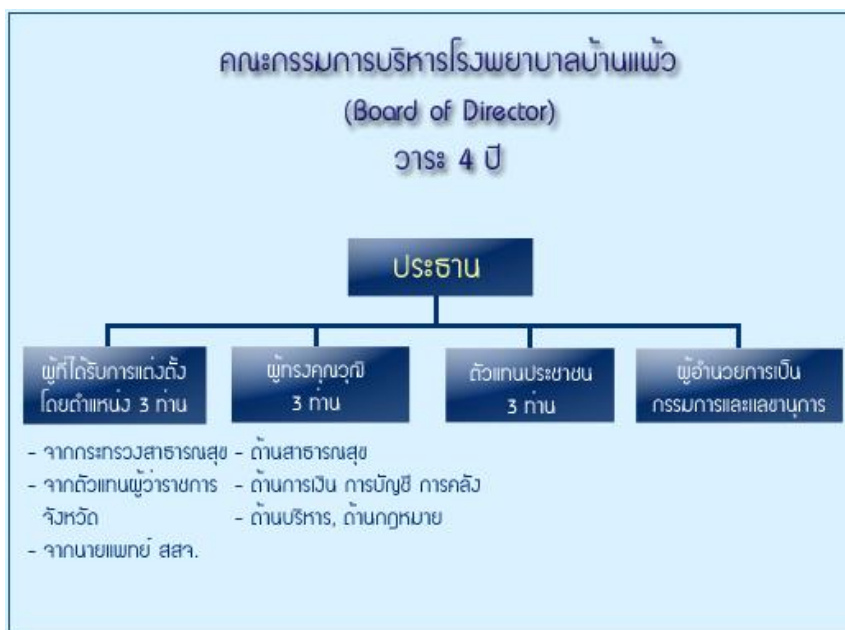 คณะกรรมการบริหารโรงพยาบาลบ้านแพ้ว
(Board of Director)
วาระ 4 ปี
ประธาน
ผู้ที่ได้รับการแต่งตั้ง
โดยตำแหน่ง 3 ท่าน
- จากกระทรวงสาธารณสุข
- จากตัวแทนผู้ว่าราชการ
จังหวัด
- จากนายแพทย์ สสจ.
ผู้ทรงคุณวุฒิ
3 ท่าน
- ด้านสาธารณสุข
- ด้านการเงิน การบัญชี การคลัง
- ด้านบริหาร, ด้านกฎหมาย
ตัวแทนประชาชน
3 ท่าน
ผู้อำนวยการเป็น
กรรมการและเลขานุการ